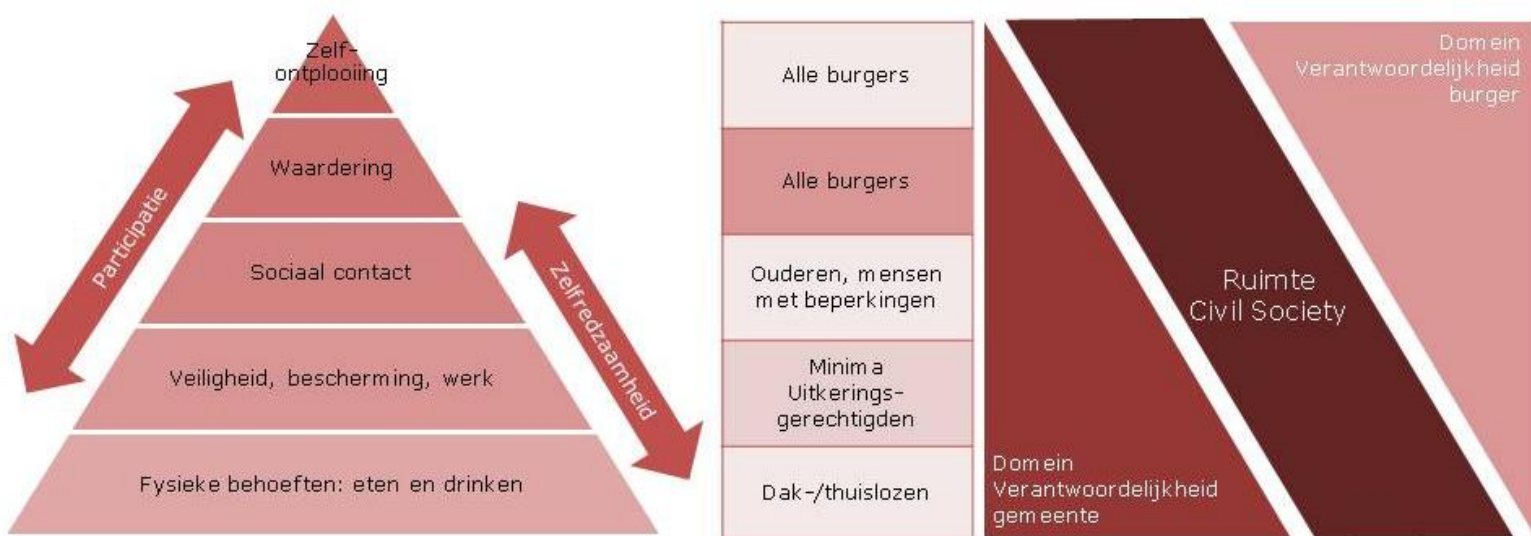 Zelf-
ontplooiing
Waardering
Sociaal contact
Veiligheid, bescherming, werk
Fysieke behoeften: eten en drinken
Participatie
Zelfredzaamheid
Alle burgers
Alle burgers
Ouderen, mensen
met beperkingen
Minima
Uitkerings-
gerechtigden
Dak-/thuislozen
Domein
Verantwoordelijkheid
burger
Ruimte
Civil Society
Domein
Verantwoordelijkheid
gemeente